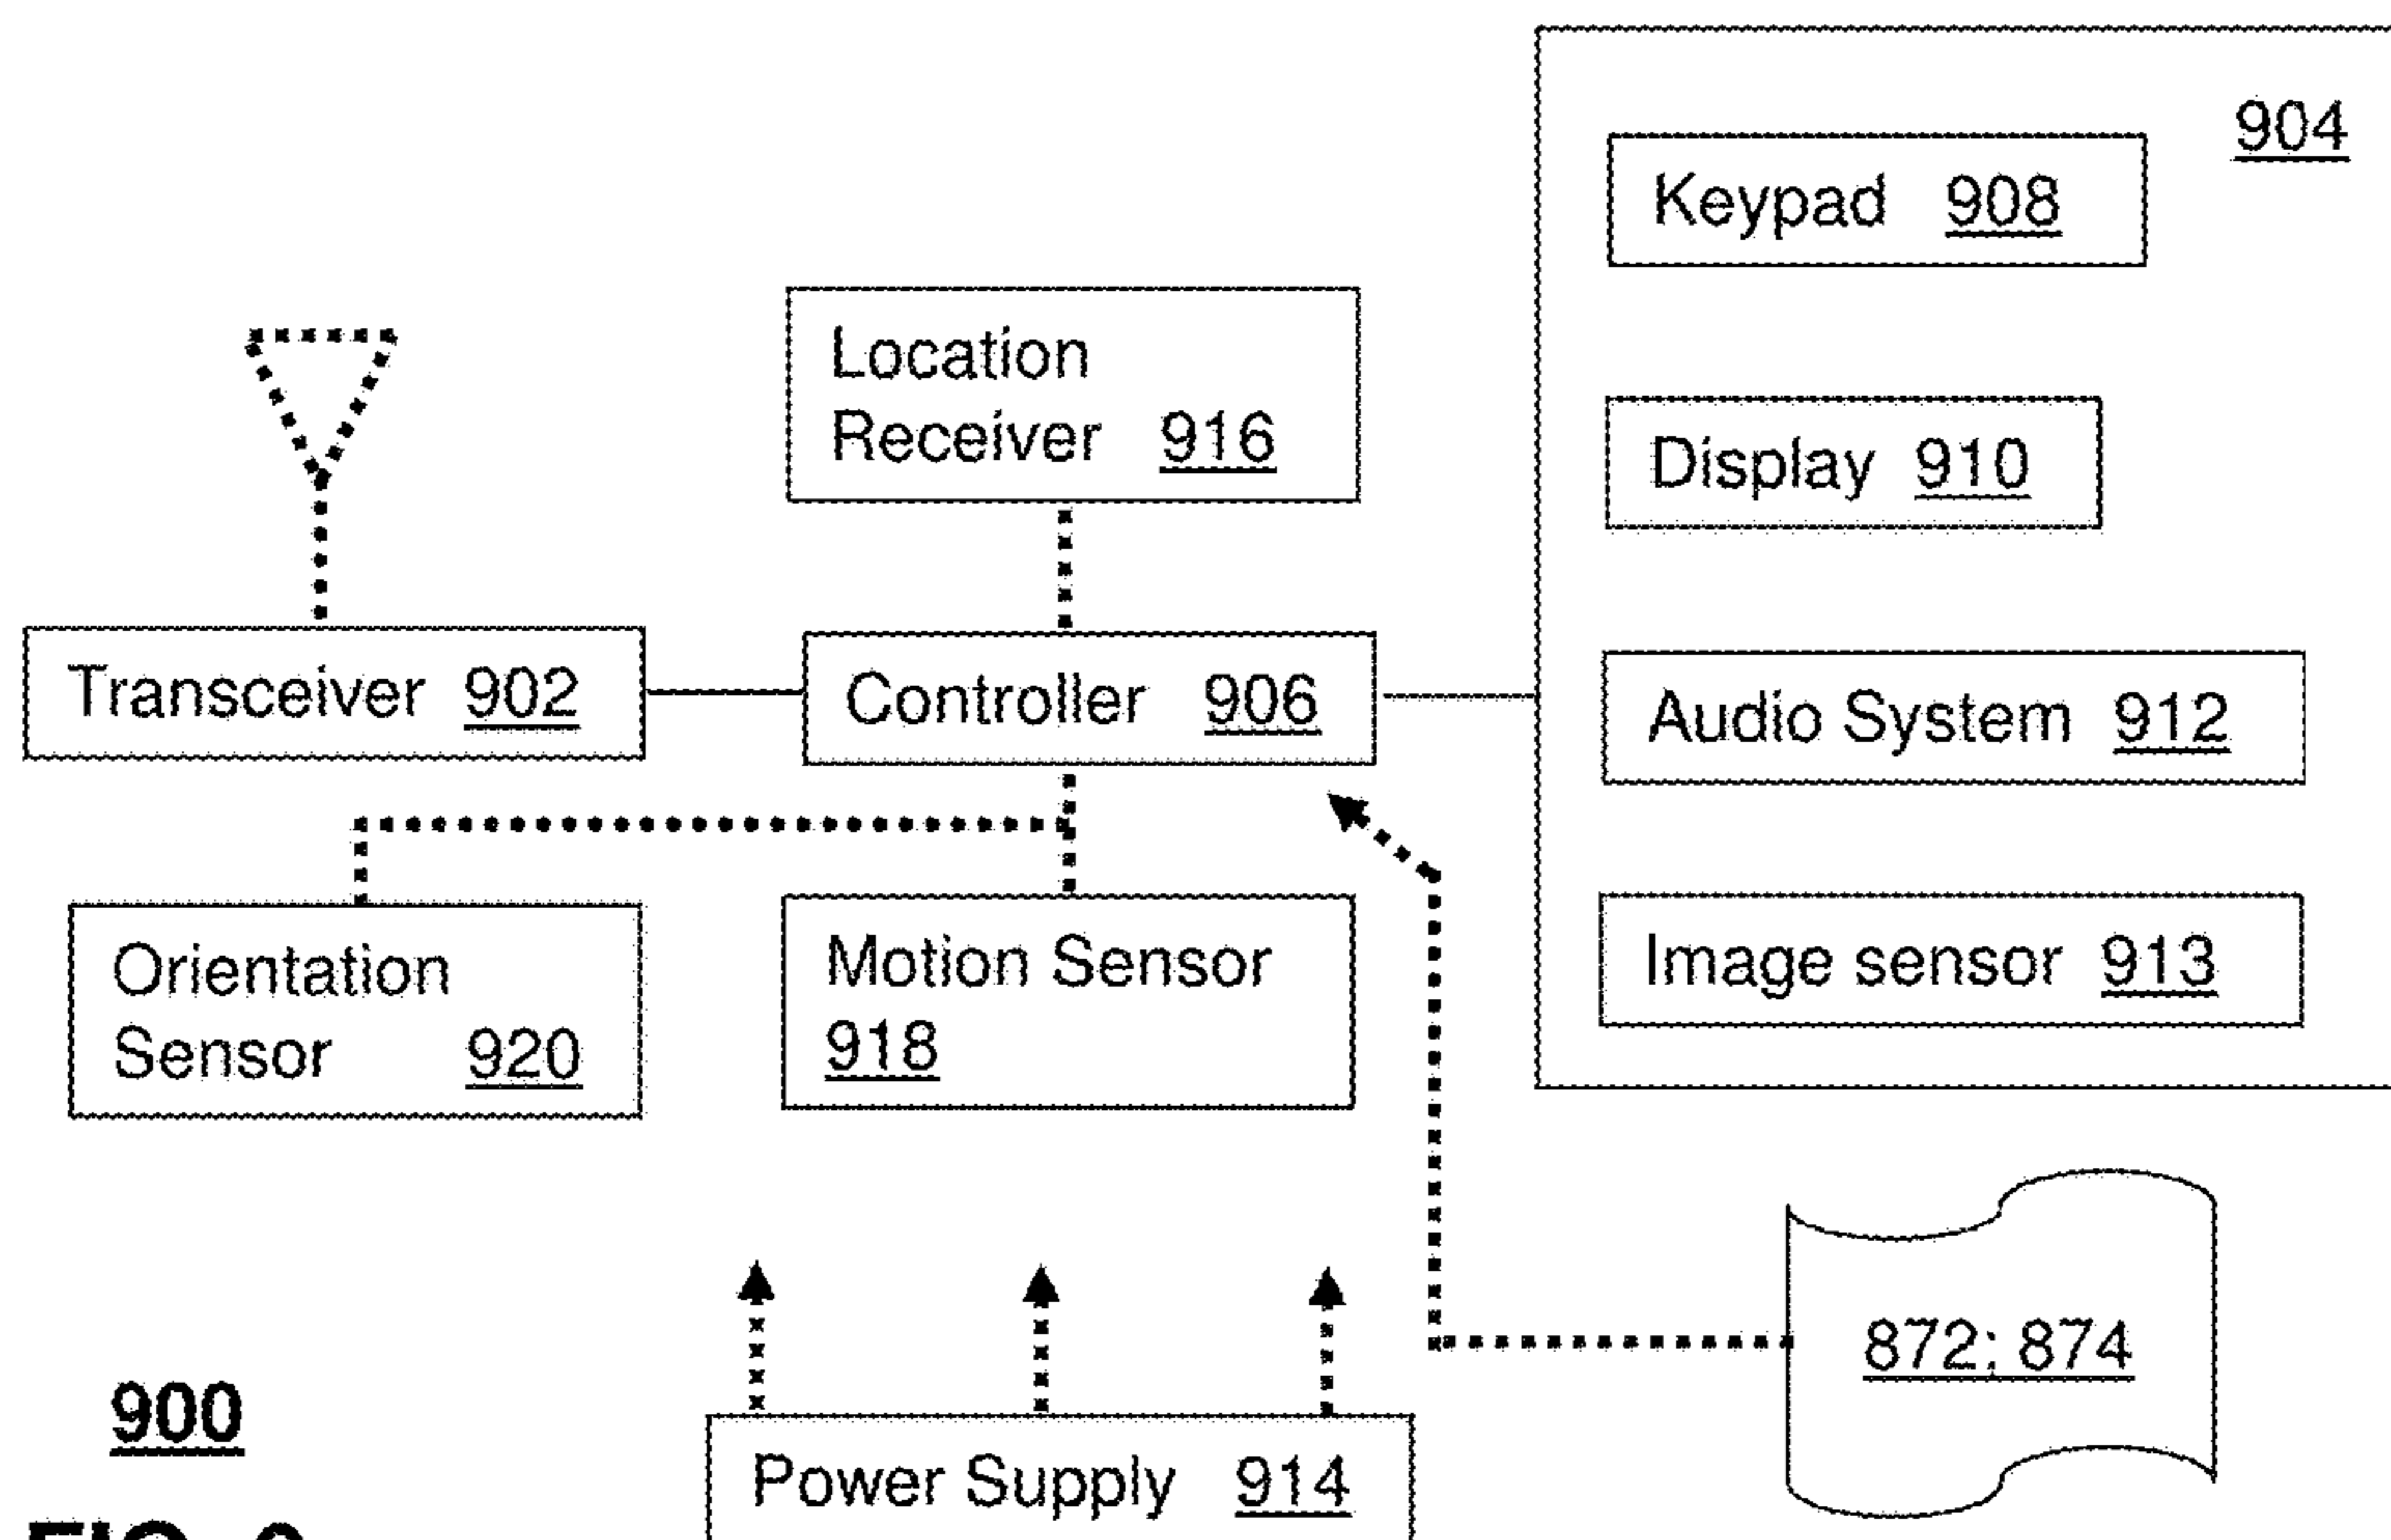 904
Keypad 908
Location
Receiver 916
Display 910
Transceiver 902
Controller 906
Audio System 912
Orientation
Sensor 920
Motion Sensor
918
Image sensor 913
872; 874
900
Power Supply 914